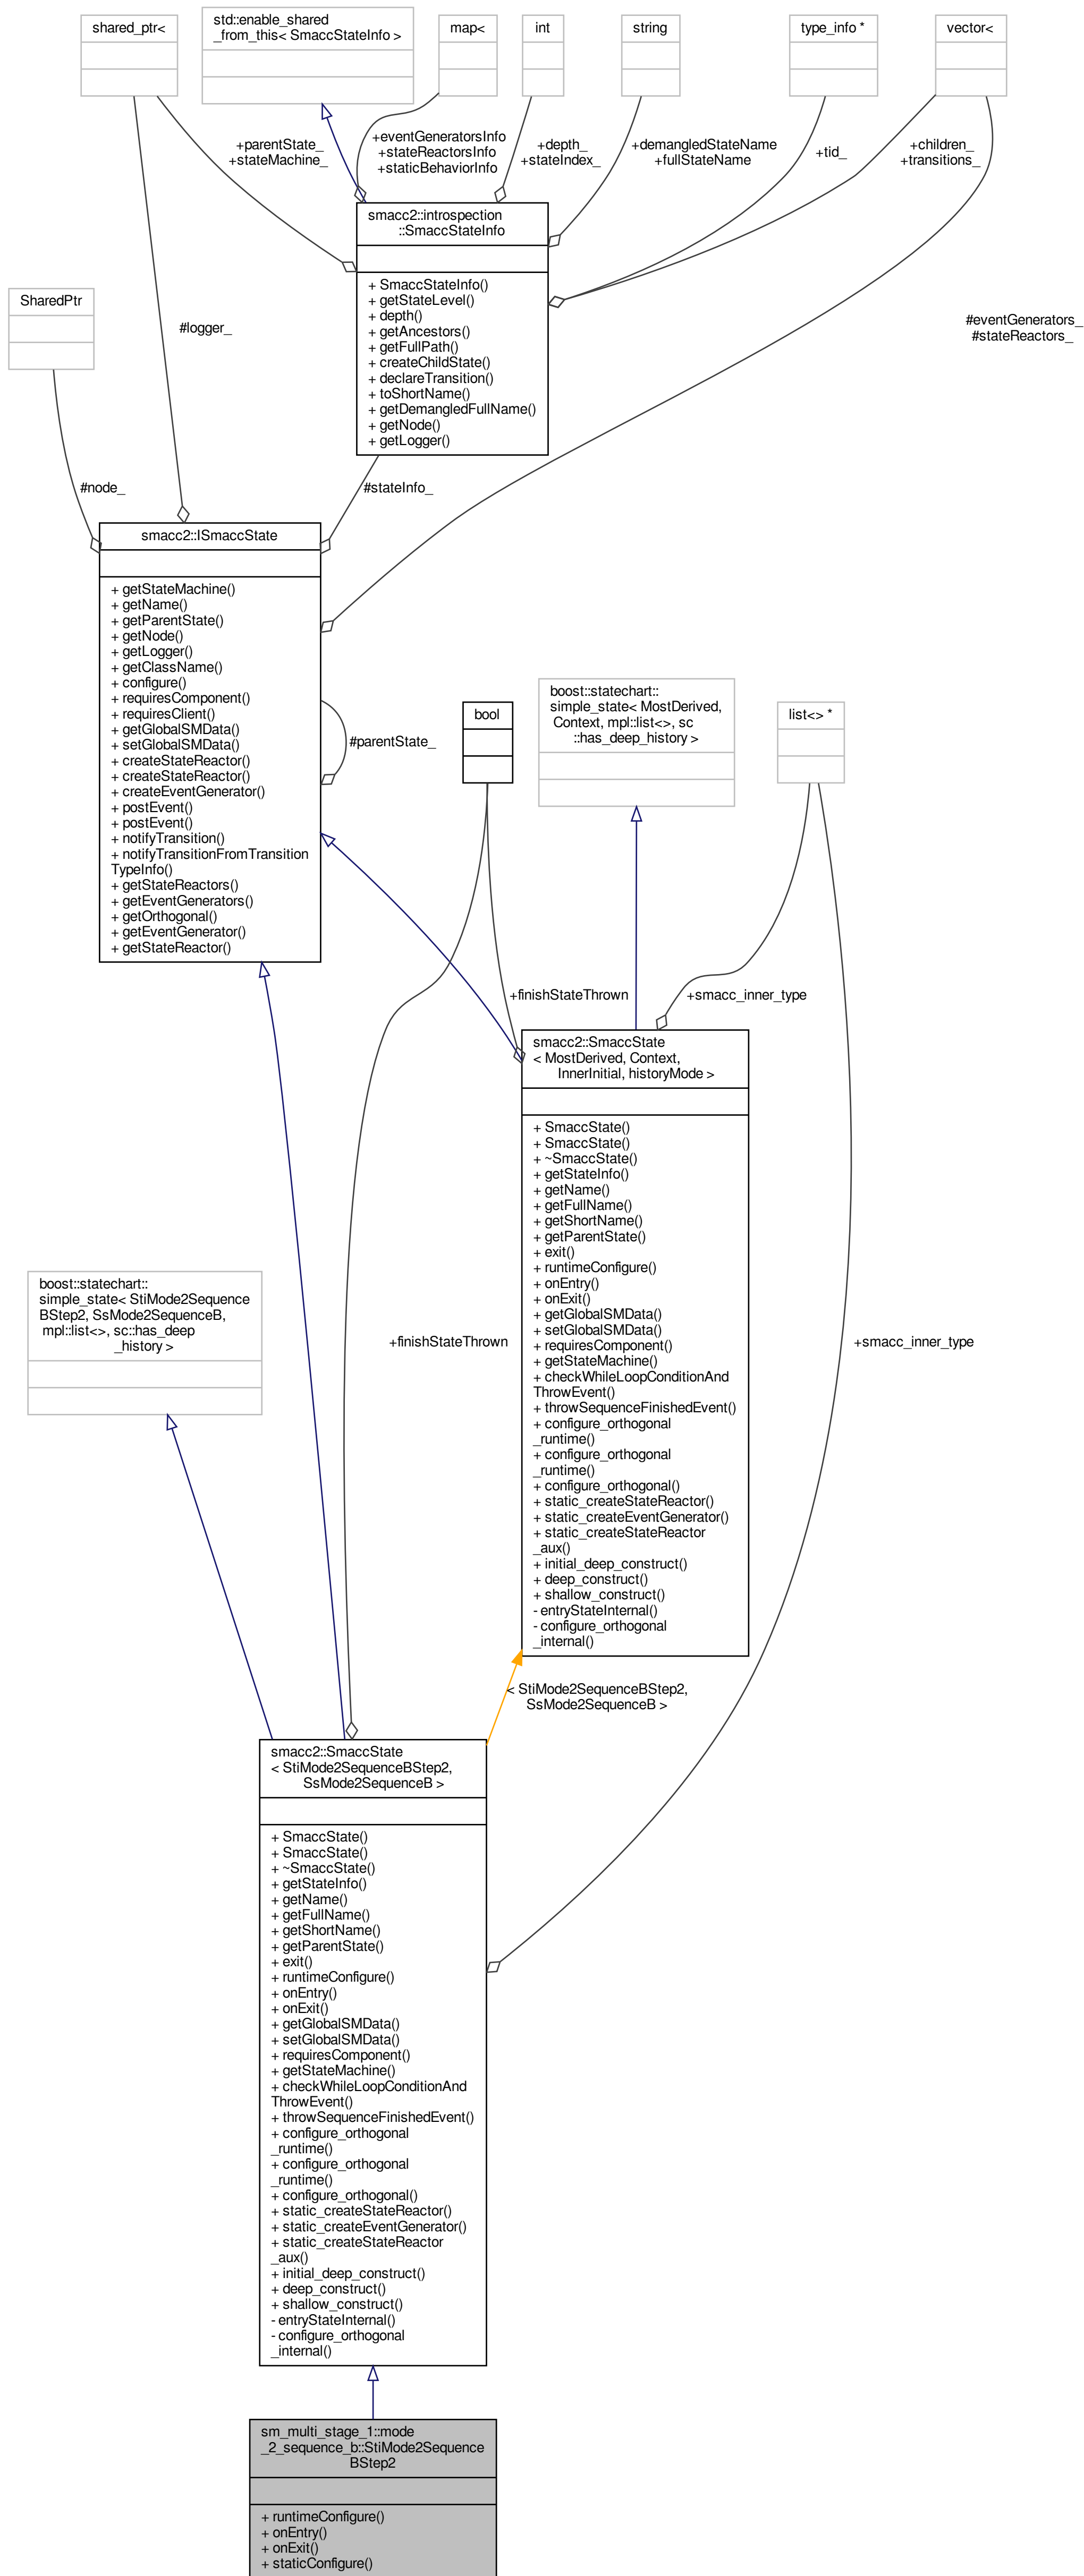 shared_ptr<
std::enable_shared
_from_this< SmaccStateInfo >
map<
int
string
type_info *
vector<
+parentState_
+stateMachine_
+eventGeneratorsInfo
+stateReactorsInfo
+staticBehaviorInfo
+depth_
+stateIndex_
+demangledStateName
+fullStateName
+tid_
+children_
+transitions_
smacc2::introspection
::SmaccStateInfo
+ SmaccStateInfo()
+ getStateLevel()
+ depth()
+ getAncestors()
+ getFullPath()
+ createChildState()
+ declareTransition()
+ toShortName()
+ getDemangledFullName()
+ getNode()
+ getLogger()
SharedPtr
#logger_
#eventGenerators_
#stateReactors_
#node_
#stateInfo_
smacc2::ISmaccState
+ getStateMachine()
+ getName()
+ getParentState()
+ getNode()
+ getLogger()
+ getClassName()
+ configure()
+ requiresComponent()
+ requiresClient()
+ getGlobalSMData()
+ setGlobalSMData()
+ createStateReactor()
+ createStateReactor()
+ createEventGenerator()
+ postEvent()
+ postEvent()
+ notifyTransition()
+ notifyTransitionFromTransition
TypeInfo()
+ getStateReactors()
+ getEventGenerators()
+ getOrthogonal()
+ getEventGenerator()
+ getStateReactor()
#parentState_
bool
boost::statechart::
simple_state< MostDerived,
Context, mpl::list<>, sc
::has_deep_history >
list<> *
+finishStateThrown
+smacc_inner_type
smacc2::SmaccState
< MostDerived, Context,
InnerInitial, historyMode >
+ SmaccState()
+ SmaccState()
+ ~SmaccState()
+ getStateInfo()
+ getName()
+ getFullName()
+ getShortName()
+ getParentState()
+ exit()
+ runtimeConfigure()
+ onEntry()
+ onExit()
+ getGlobalSMData()
+ setGlobalSMData()
+ requiresComponent()
+ getStateMachine()
+ checkWhileLoopConditionAnd
ThrowEvent()
+ throwSequenceFinishedEvent()
+ configure_orthogonal
_runtime()
+ configure_orthogonal
_runtime()
+ configure_orthogonal()
+ static_createStateReactor()
+ static_createEventGenerator()
+ static_createStateReactor
_aux()
+ initial_deep_construct()
+ deep_construct()
+ shallow_construct()
- entryStateInternal()
- configure_orthogonal
_internal()
boost::statechart::
simple_state< StiMode2Sequence
BStep2, SsMode2SequenceB,
mpl::list<>, sc::has_deep
_history >
+finishStateThrown
+smacc_inner_type
< StiMode2SequenceBStep2,
SsMode2SequenceB >
smacc2::SmaccState
< StiMode2SequenceBStep2,
SsMode2SequenceB >
+ SmaccState()
+ SmaccState()
+ ~SmaccState()
+ getStateInfo()
+ getName()
+ getFullName()
+ getShortName()
+ getParentState()
+ exit()
+ runtimeConfigure()
+ onEntry()
+ onExit()
+ getGlobalSMData()
+ setGlobalSMData()
+ requiresComponent()
+ getStateMachine()
+ checkWhileLoopConditionAnd
ThrowEvent()
+ throwSequenceFinishedEvent()
+ configure_orthogonal
_runtime()
+ configure_orthogonal
_runtime()
+ configure_orthogonal()
+ static_createStateReactor()
+ static_createEventGenerator()
+ static_createStateReactor
_aux()
+ initial_deep_construct()
+ deep_construct()
+ shallow_construct()
- entryStateInternal()
- configure_orthogonal
_internal()
sm_multi_stage_1::mode
_2_sequence_b::StiMode2Sequence
BStep2
+ runtimeConfigure()
+ onEntry()
+ onExit()
+ staticConfigure()